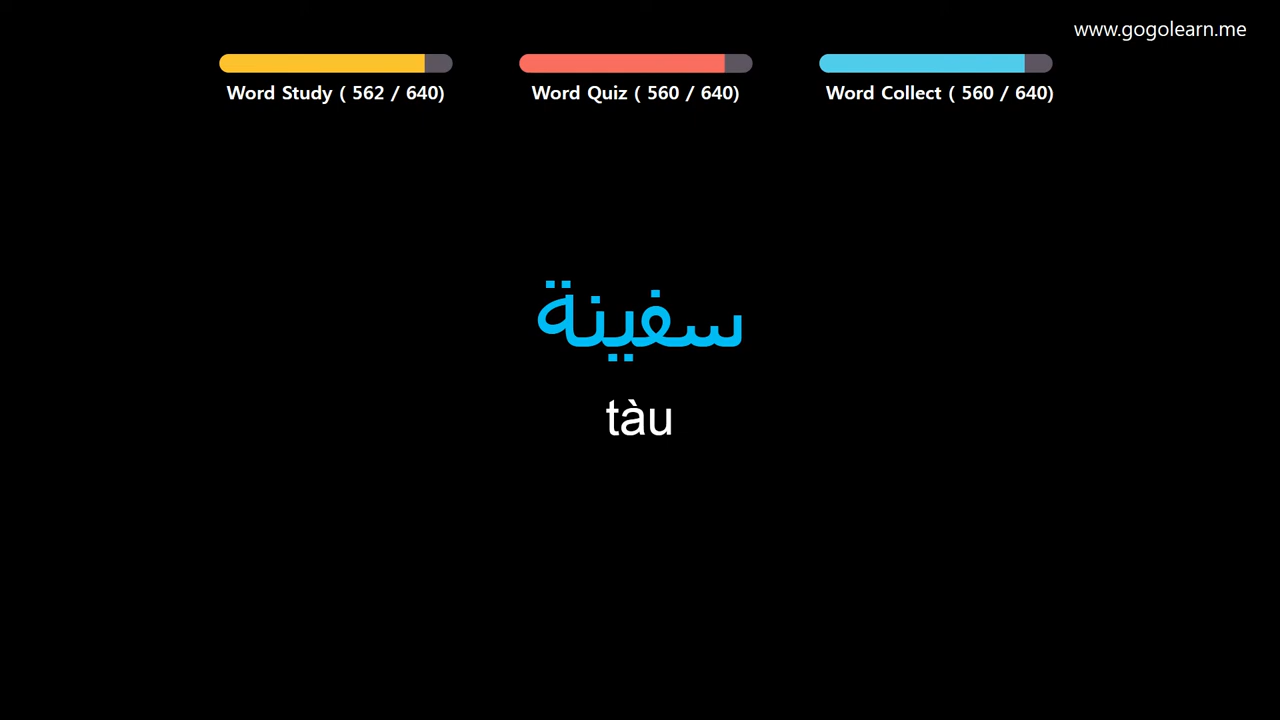 www.gogolearn.me
Word Study ( 562 / 640)
Word Quiz ( 560 / 640)
Word Collect ( 560 / 640)
سفينة
tàu